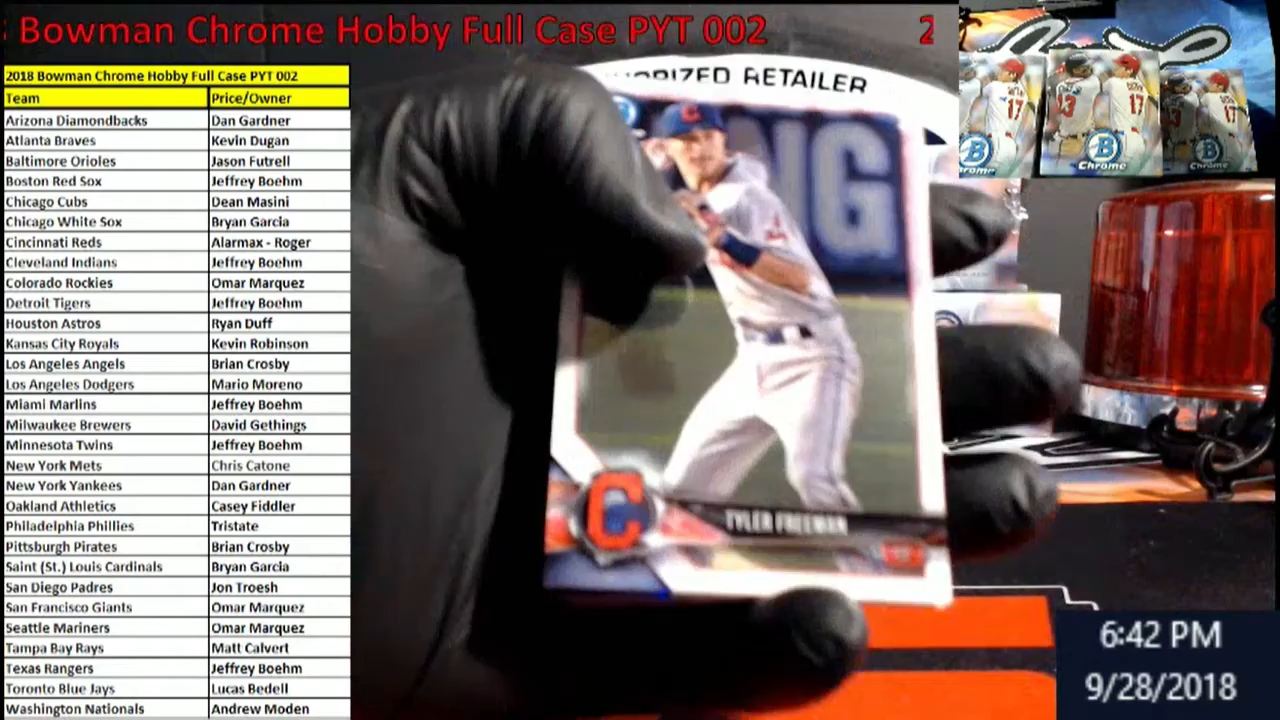 Bowman Chrome Hobby Full Case PYT 002 2
2018 Bowman Chrome Hobby Full Case PYT 002
Team Price/Owner
Arizona Diamondbacks Dan Gardner
Atlanta Braves Kevin Dugan
Baltimore Orioles Jason Futrell
Boston Red Sox Jeffrey Boehm
Chicago Cubs Dean Masini
Chicago White Sox Bryan Garcia
Cincinnati Reds Alarmax - Roger
Cleveland Indians Jeffrey Boehm
Colorado Rockies Omar Marquez
Detroit Tigers Jeffrey Boehm
Houston Astros Ryan Duff
Kansas City Royals Kevin Robinson
Los Angeles Angels Brian Crosby
Los Angeles Dodgers Mario Moreno
Miami Marlins Jeffrey Boehm
Milwaukee Brewers David Gethings
Minnesota Twins Jeffrey Boehm
New York Mets Chris Catone
New York Yankees Dan Gardner
Oakland Athletics Casey Fiddler
Philadelphia Phillies Tristate
Pittsburgh Pirates Brian Crosby
Saint (St.) Louis Cardinals Bryan Garcia
San Diego Padres Jon Troesh
San Francisco Giants Omar Marquez
Seattle Mariners Omar Marquez
Tampa Bay Rays Matt Calvert
Texas Rangers Jeffrey Boehm
Toronto Blue Jays Lucas Bedell
Washington Nationals Andrew Moden
ORIZED RETAILER
NG
C
TYLER FREEMAN
17 13 17 17
B B B
Chrome Chrome
6:42 PM
9/28/2018